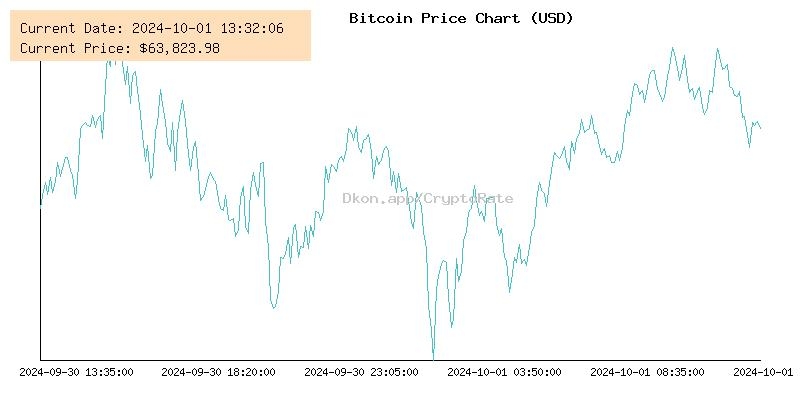 Bitcoin Price Chart (USD)
Current Date: 2024-10-01 13:32:06
Current Price: $63,823.98
Dkon.app/CryptoRate
2024-09-30 13:35:00
2024-09-30 18:20:00
2024-09-30 23:05:00
2024-10-01 03:50:00
2024-10-01 08:35:00
2024-10-01